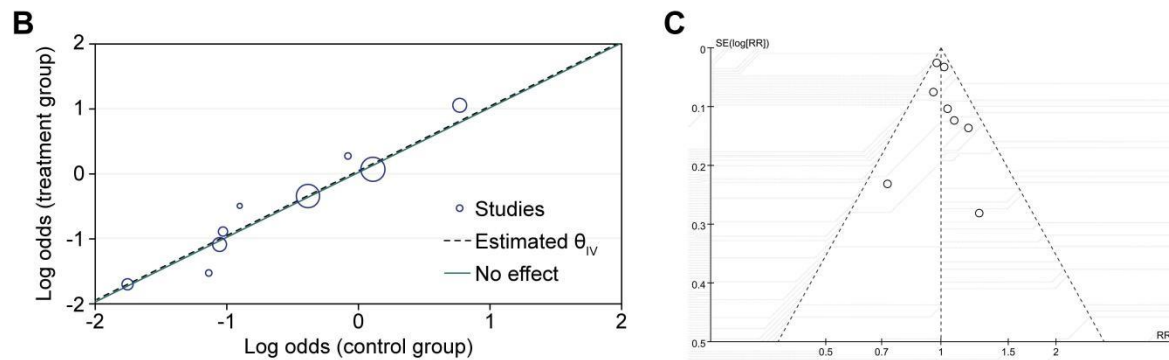 B
2
1
0
-1
-2
-2
-1
0
1
2
Log odds (treatment group)
Log odds (control group)
Studies
Estimated θIV
No effect
C
SE(log[RR])
0
0.1
0.2
0.3
0.4
0.5
0.5
0.7
1
1.5
2
RR